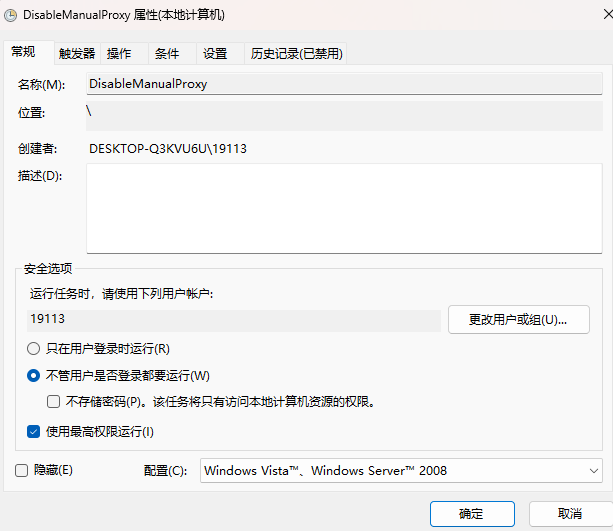 DisableManualProxy 属性(本地计算机)
常规 触发器 操作 条件 设置 历史记录(已禁用)
名称(M): DisableManualProxy
位置: \
创建者: DESKTOP-Q3KVU6U\19113
描述(D):
安全选项
运行任务时，请使用下列用户帐户:
19113 更改用户或组(U)...
只在用户登录时运行(R)
不管用户是否登录都要运行(W)
不存储密码(P)。该任务将只有访问本地计算机资源的权限。
使用最高权限运行(I)
隐藏(E) 配置(C): Windows Vista™、Windows Server™ 2008
确定 取消